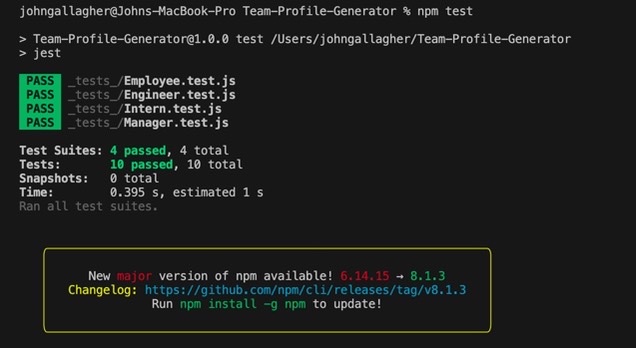 johngallagher@Johns-MacBook-Pro Team-Profile-Generator % npm test
> Team-Profile-Generator@1.0.0 test /Users/johngallagher/Team-Profile-Generator
> jest
PASS _tests_/Employee.test.js
PASS _tests_/Engineer.test.js
PASS _tests_/Intern.test.js
PASS _tests_/Manager.test.js
Test Suites: 4 passed, 4 total
Tests: 10 passed, 10 total
Snapshots: 0 total
Time: 0.395 s, estimated 1 s
Ran all test suites.
New major version of npm available! 6.14.15 → 8.1.3
Changelog: https://github.com/npm/cli/releases/tag/v8.1.3
Run npm install -g npm to update!